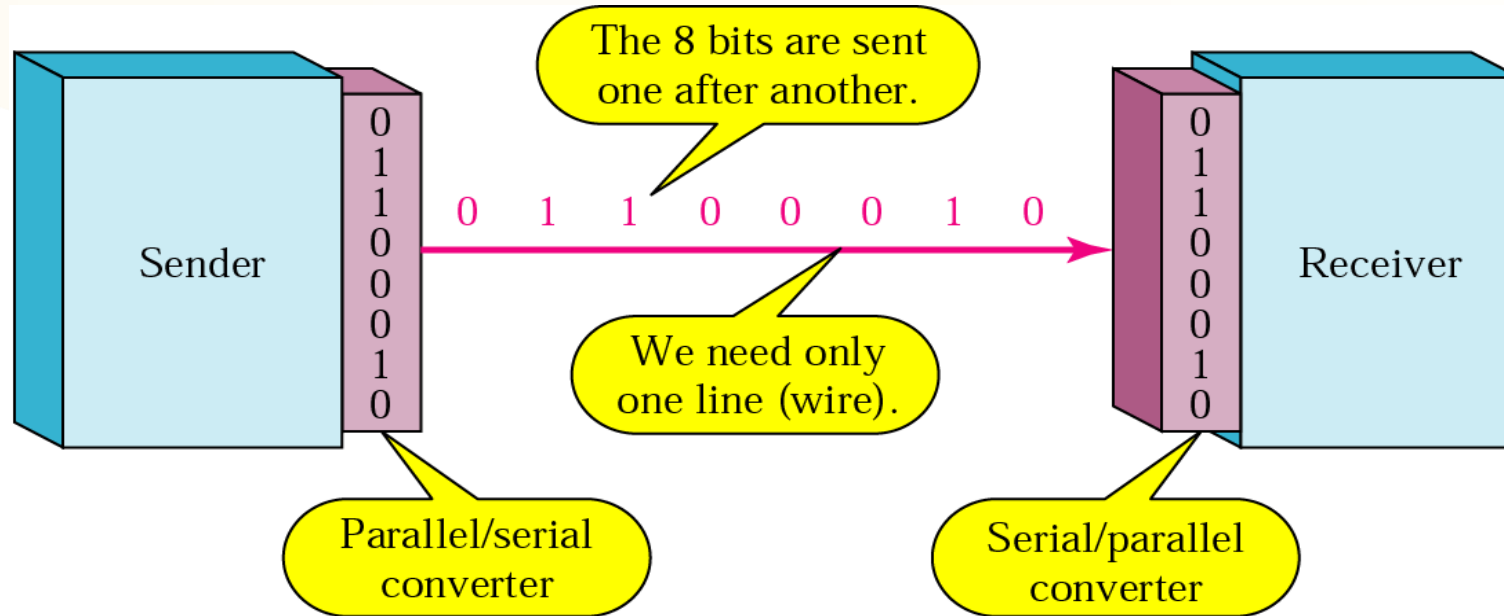 The 8 bits are sent
one after another.
0
1
1
0
0
0
1
0
0 1 1 0 0 0 1 0
0
1
1
0
0
0
1
0
Sender
Receiver
We need only
one line (wire).
Parallel/serial
converter
Serial/parallel
converter